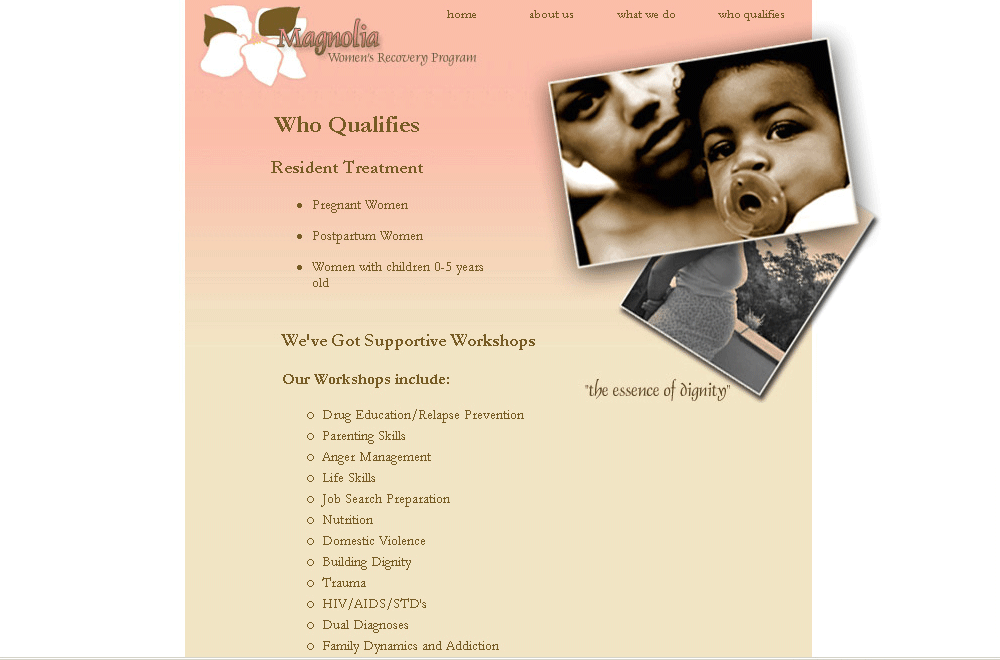 home about us what we do who qualifies
Magnolia
Women's Recovery Program
Who Qualifies
Resident Treatment
Pregnant Women
Postpartum Women
Women with children 0-5 years
old
We've Got Supportive Workshops
"the essence of dignity"
Our Workshops include:
Drug Education/Relapse Prevention
Parenting Skills
Anger Management
Life Skills
Job Search Preparation
Nutrition
Domestic Violence
Building Dignity
Trauma
HIV/AIDS/STD's
Dual Diagnoses
Family Dynamics and Addiction